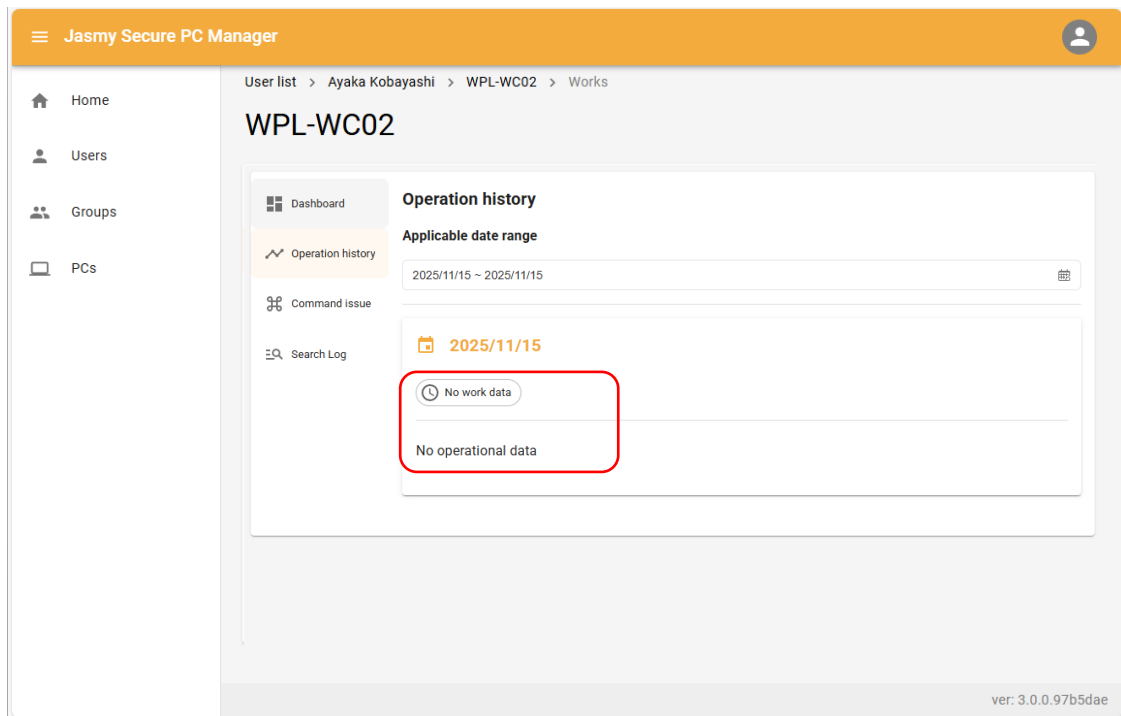 Jasmy Secure PC Manager
Home
Users
Groups
PCs
User list > Ayaka Kobayashi > WPL-WC02 > Works
WPL-WC02
Dashboard
Operation history
Command issue
Search Log
Operation history
Applicable date range
2025/11/15 ~ 2025/11/15
2025/11/15
No work data
No operational data
ver: 3.0.0.97b5dae